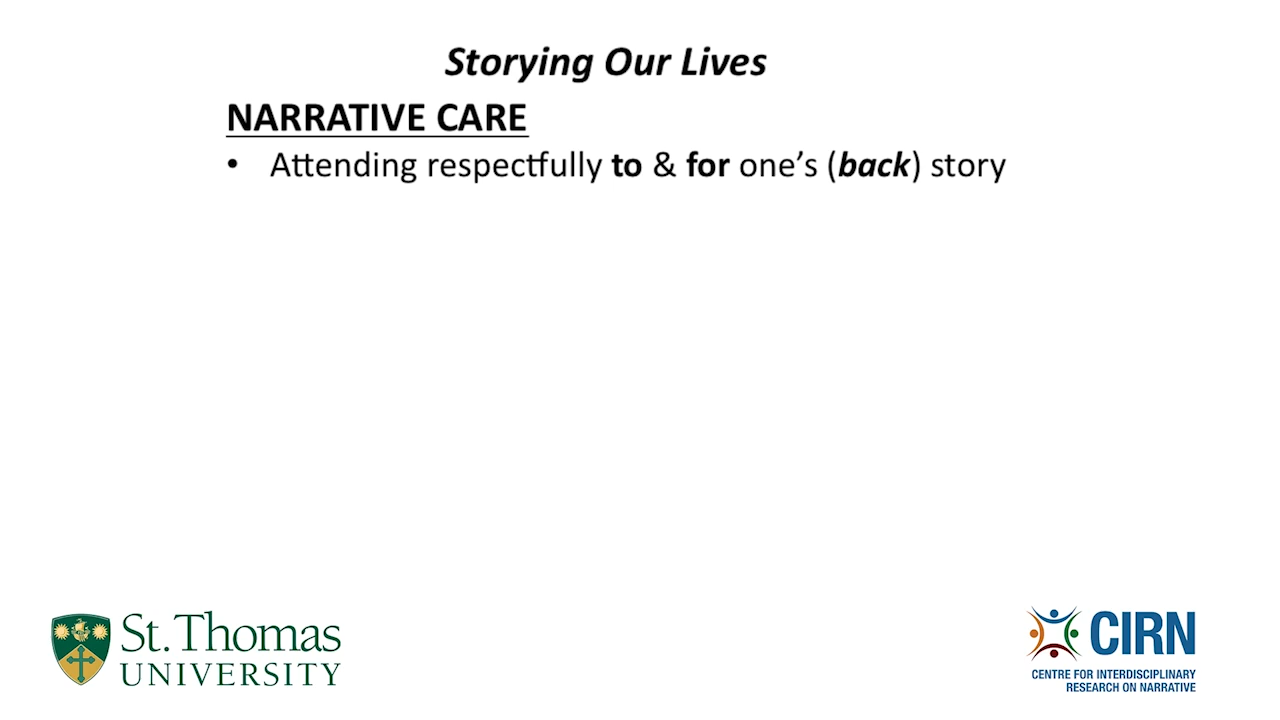 Storying Our Lives
NARRATIVE CARE
• Attending respectfully to & for one's (back) story
St. Thomas
UNIVERSITY
CIRN
CENTRE FOR INTERDISCIPLINARY
RESEARCH ON NARRATIVE